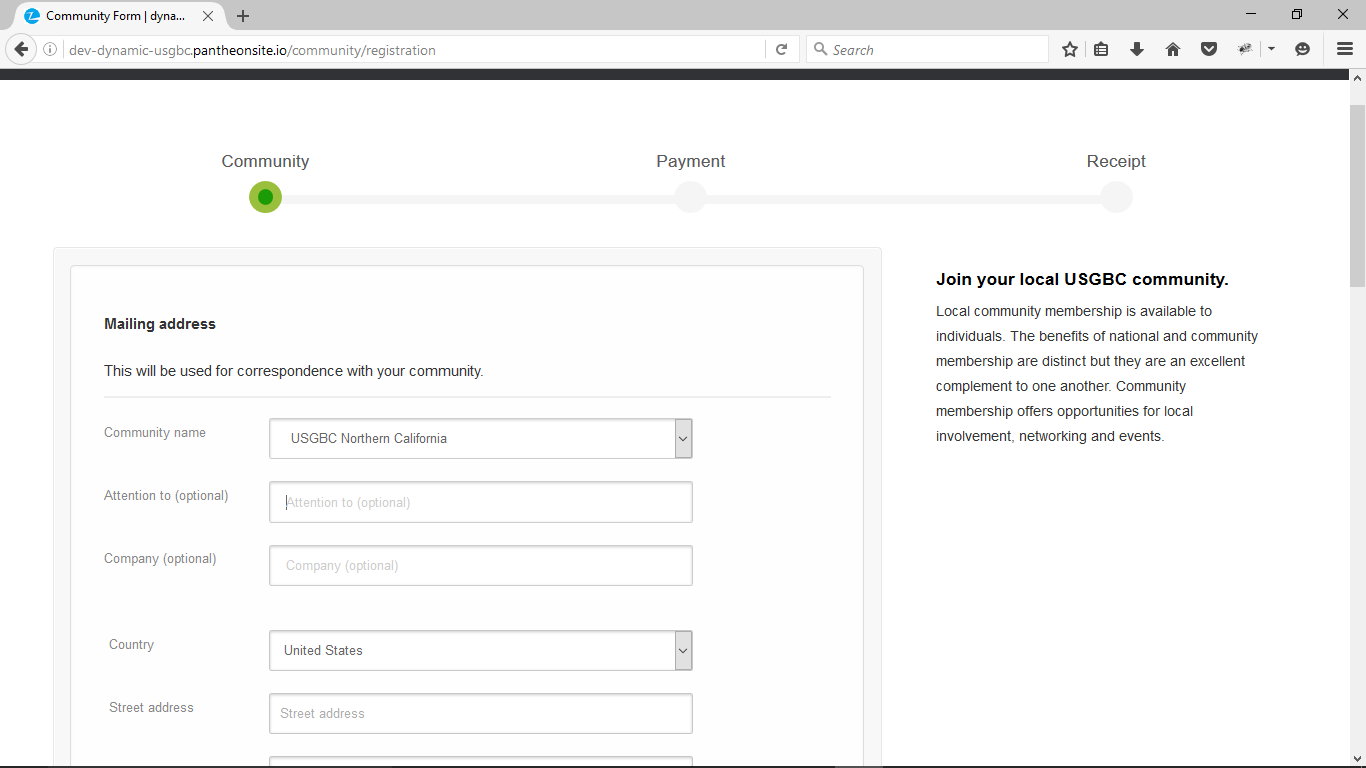 Community Form | dyna...
dev-dynamic-usgbc.pantheonsite.io/community/registration
Search
Community
Payment
Receipt
Mailing address
This will be used for correspondence with your community.
Community name
USGBC Northern California
Attention to (optional)
Attention to (optional)
Company (optional)
Company (optional)
Country
United States
Street address
Street address
Join your local USGBC community.
Local community membership is available to
individuals. The benefits of national and community
membership are distinct but they are an excellent
complement to one another. Community
membership offers opportunities for local
involvement, networking and events.